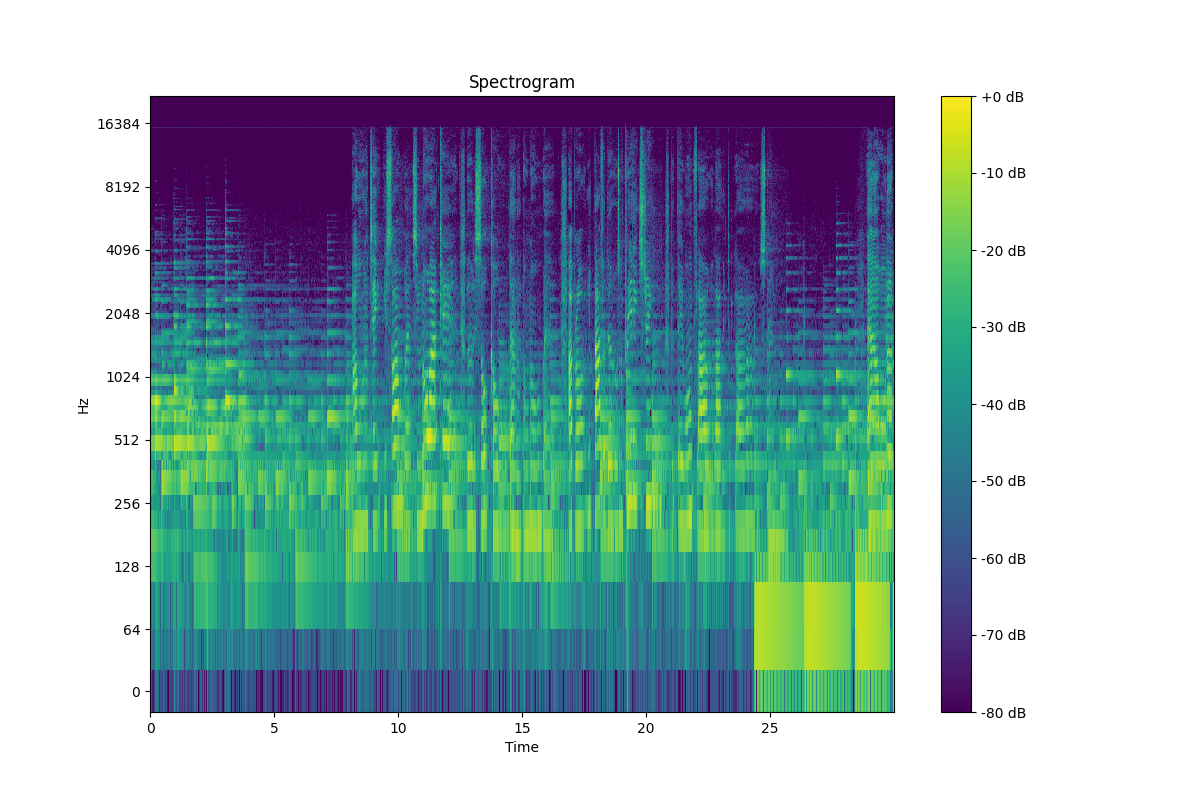 Spectrogram
Hz
16384
8192
4096
2048
1024
512
256
128
64
0
0 5 10 15 20 25
Time
+0 dB
-10 dB
-20 dB
-30 dB
-40 dB
-50 dB
-60 dB
-70 dB
-80 dB